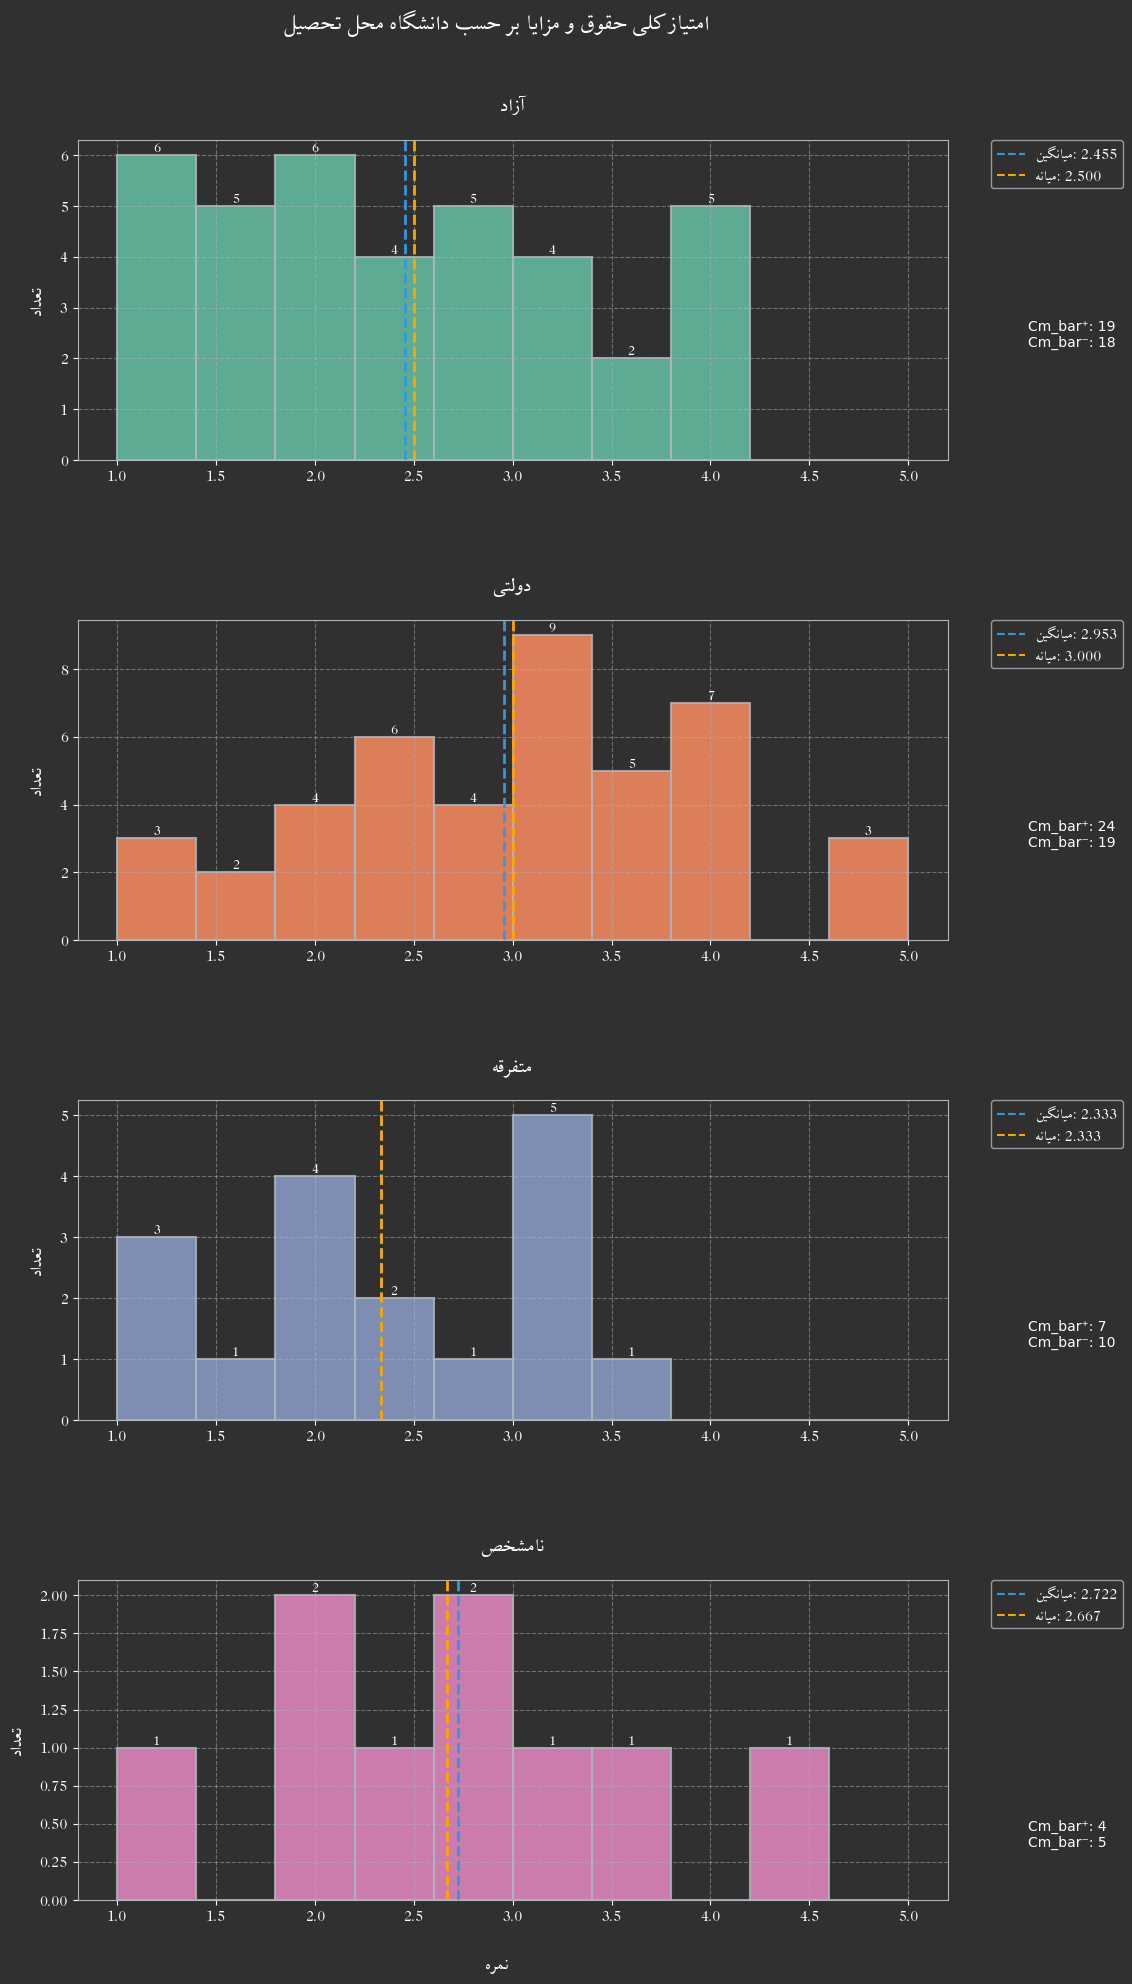 امتیاز کلی حقوق و مزایا بر حسب دانشگاه محل تحصیل
آزاد
تعداد
6
5
4
3
2
1
0
6
5
6
4
5
4
2
5
1.0 1.5 2.0 2.5 3.0 3.5 4.0 4.5 5.0
میانگین: 2.455
میانه: 2.500
Cm_bar⁺: 19
Cm_bar⁻: 18
دولتی
تعداد
8
6
4
2
0
3
2
4
6
4
9
5
7
3
1.0 1.5 2.0 2.5 3.0 3.5 4.0 4.5 5.0
میانگین: 2.953
میانه: 3.000
Cm_bar⁺: 24
Cm_bar⁻: 19
متفرقه
تعداد
5
4
3
2
1
0
3
1
4
2
1
5
1
1.0 1.5 2.0 2.5 3.0 3.5 4.0 4.5 5.0
میانگین: 2.333
میانه: 2.333
Cm_bar⁺: 7
Cm_bar⁻: 10
نامشخص
تعداد
2.00
1.75
1.50
1.25
1.00
0.75
0.50
0.25
0.00
1
2
1
2
1
1
1
1.0 1.5 2.0 2.5 3.0 3.5 4.0 4.5 5.0
میانگین: 2.722
میانه: 2.667
Cm_bar⁺: 4
Cm_bar⁻: 5
نمره